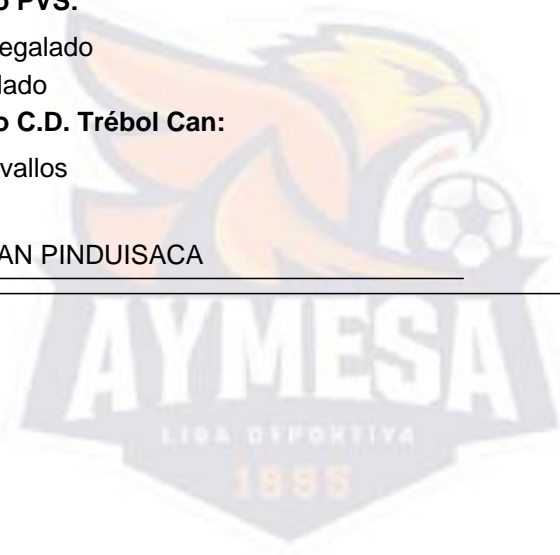 o PVS:
egalado
lado
o C.D. Trébol Can:
vallos
AN PINDUISACA
AYMESA
LIGA DEPORTIVA
1995